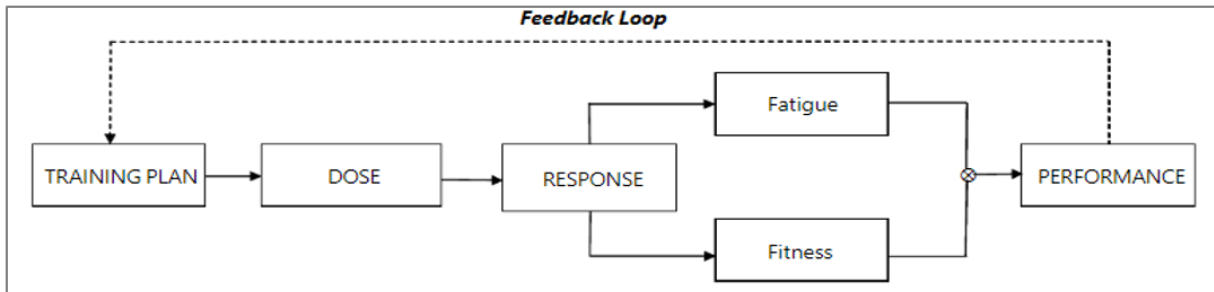 Feedback Loop
Fatigue
TRAINING PLAN
DOSE
RESPONSE
PERFORMANCE
Fitness